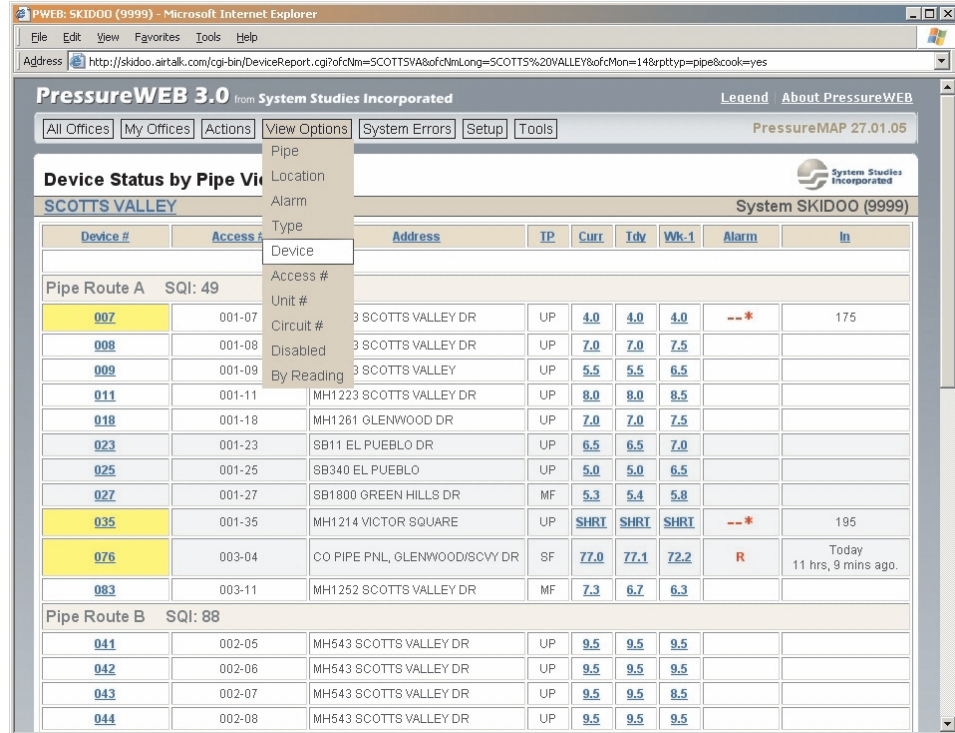 PWEB: SKIDOO (9999) - Microsoft Internet Explorer
File Edit View Favorites Tools Help
Address http://skidoo.airtalk.com/cgi-bin/DeviceReport.cgi?ofcNm=SCOTTSVA&ofcNmLong=SCOTTS%20VALLEY&ofcMon=14&rpttyp=pipe&cook=yes
PressureWEB 3.0 from System Studies Incorporated Legend About PressureWEB
All Offices My Offices Actions View Options System Errors Setup Tools PressureMAP 27.01.05
Pipe
Location
Alarm
Type
Device
Access #
Unit #
Circuit #
Disabled
By Reading
Device Status by Pipe
System Studies Incorporated
SCOTTS VALLEY System SKIDOO (9999)
Device # Access Address TP Curr Tdy Wk-1 Alarm In
Pipe Route A SQI: 49
007 001-07 3 SCOTTS VALLEY DR UP 4.0 4.0 4.0 --* 175
008 001-08 3 SCOTTS VALLEY DR UP 7.0 7.0 7.5
009 001-09 3 SCOTTS VALLEY UP 5.5 5.5 6.5
011 001-11 MH1223 SCOTTS VALLEY DR UP 8.0 8.0 8.5
018 001-18 MH1261 GLENWOOD DR UP 7.0 7.0 7.5
023 001-23 SB11 EL PUEBLO DR UP 6.5 6.5 7.0
025 001-25 SB340 EL PUEBLO UP 5.0 5.0 6.5
027 001-27 SB1800 GREEN HILLS DR MF 5.3 5.4 5.8
035 001-35 MH1214 VICTOR SQUARE UP SHRT SHRT SHRT --* 195
076 003-04 CO PIPE PNL, GLENWOOD/SCVY DR SF 77.0 77.1 72.2 R Today 11 hrs, 9 mins ago.
083 003-11 MH1252 SCOTTS VALLEY DR MF 7.3 6.7 6.3
Pipe Route B SQI: 88
041 002-05 MH543 SCOTTS VALLEY DR UP 9.5 9.5 9.5
042 002-06 MH543 SCOTTS VALLEY DR UP 9.5 9.5 9.5
043 002-07 MH543 SCOTTS VALLEY DR UP 9.5 9.5 8.5
044 002-08 MH543 SCOTTS VALLEY DR UP 9.5 9.5 9.5